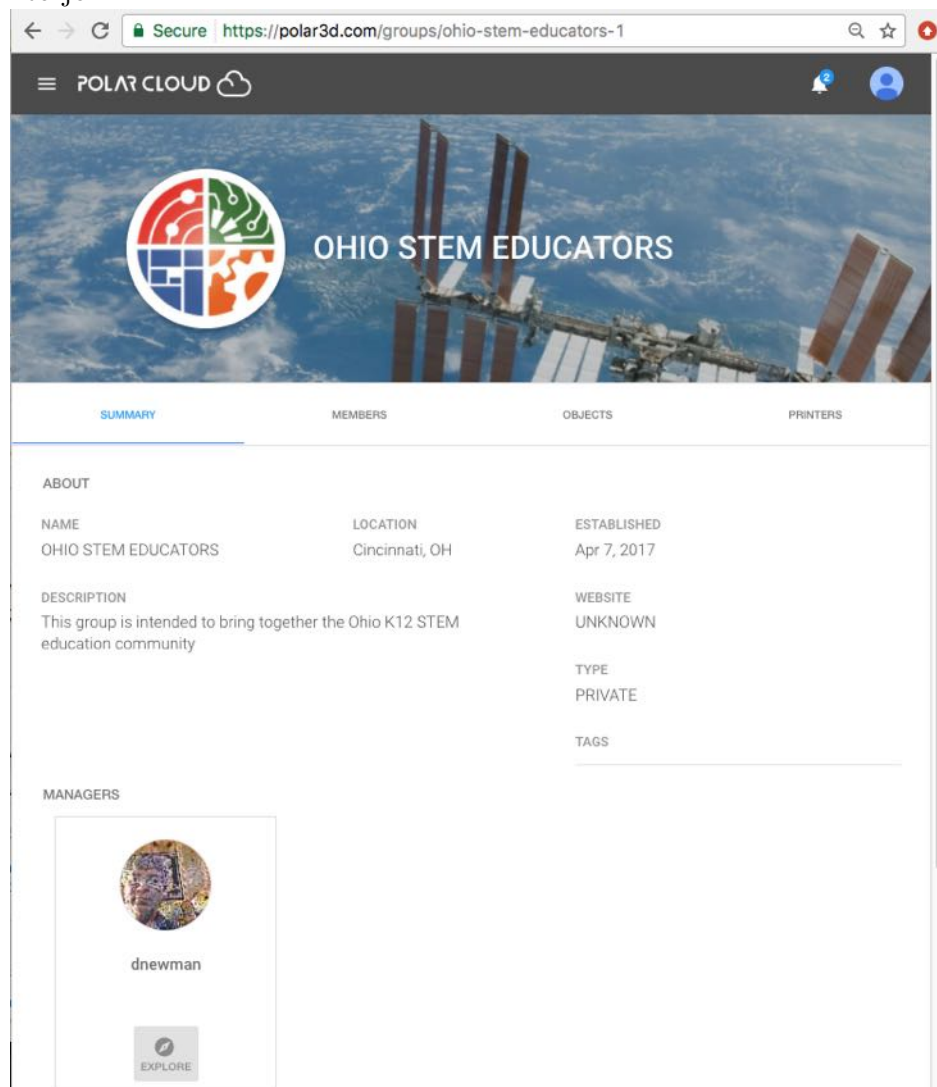 Secure https://polar3d.com/groups/ohio-stem-educators-1
POLAR CLOUD
2
OHIO STEM EDUCATORS
SUMMARY MEMBERS OBJECTS PRINTERS
ABOUT
NAME LOCATION ESTABLISHED
OHIO STEM EDUCATORS Cincinnati, OH Apr 7, 2017
DESCRIPTION WEBSITE
This group is intended to bring together the Ohio K12 STEM UNKNOWN
education community
TYPE
PRIVATE
TAGS
MANAGERS
dnewman
EXPLORE